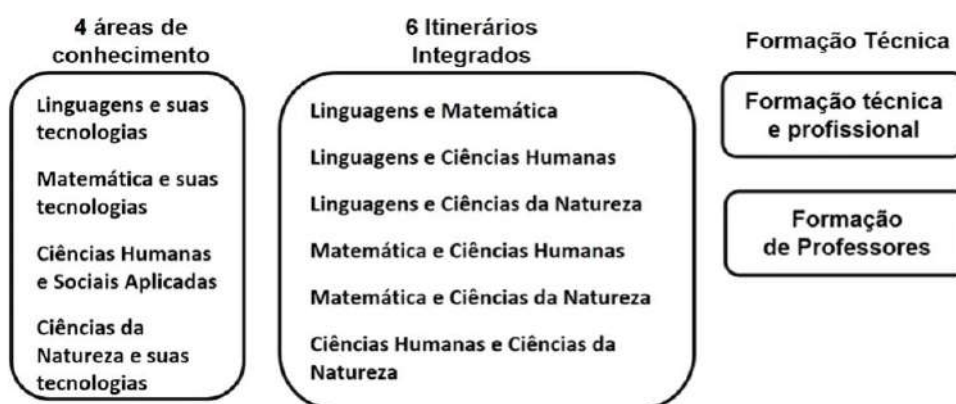 4 áreas de
conhecimento
Linguagens e suas
tecnologias
Matemática e suas
tecnologias
Ciências Humanas
e Sociais Aplicadas
Ciências da
Natureza e suas
tecnologias
6 Itinerários
Integrados
Linguagens e Matemática
Linguagens e Ciências Humanas
Linguagens e Ciências da Natureza
Matemática e Ciências Humanas
Matemática e Ciências da Natureza
Ciências Humanas e Ciências da
Natureza
Formação Técnica
Formação técnica
e profissional
Formação
de Professores